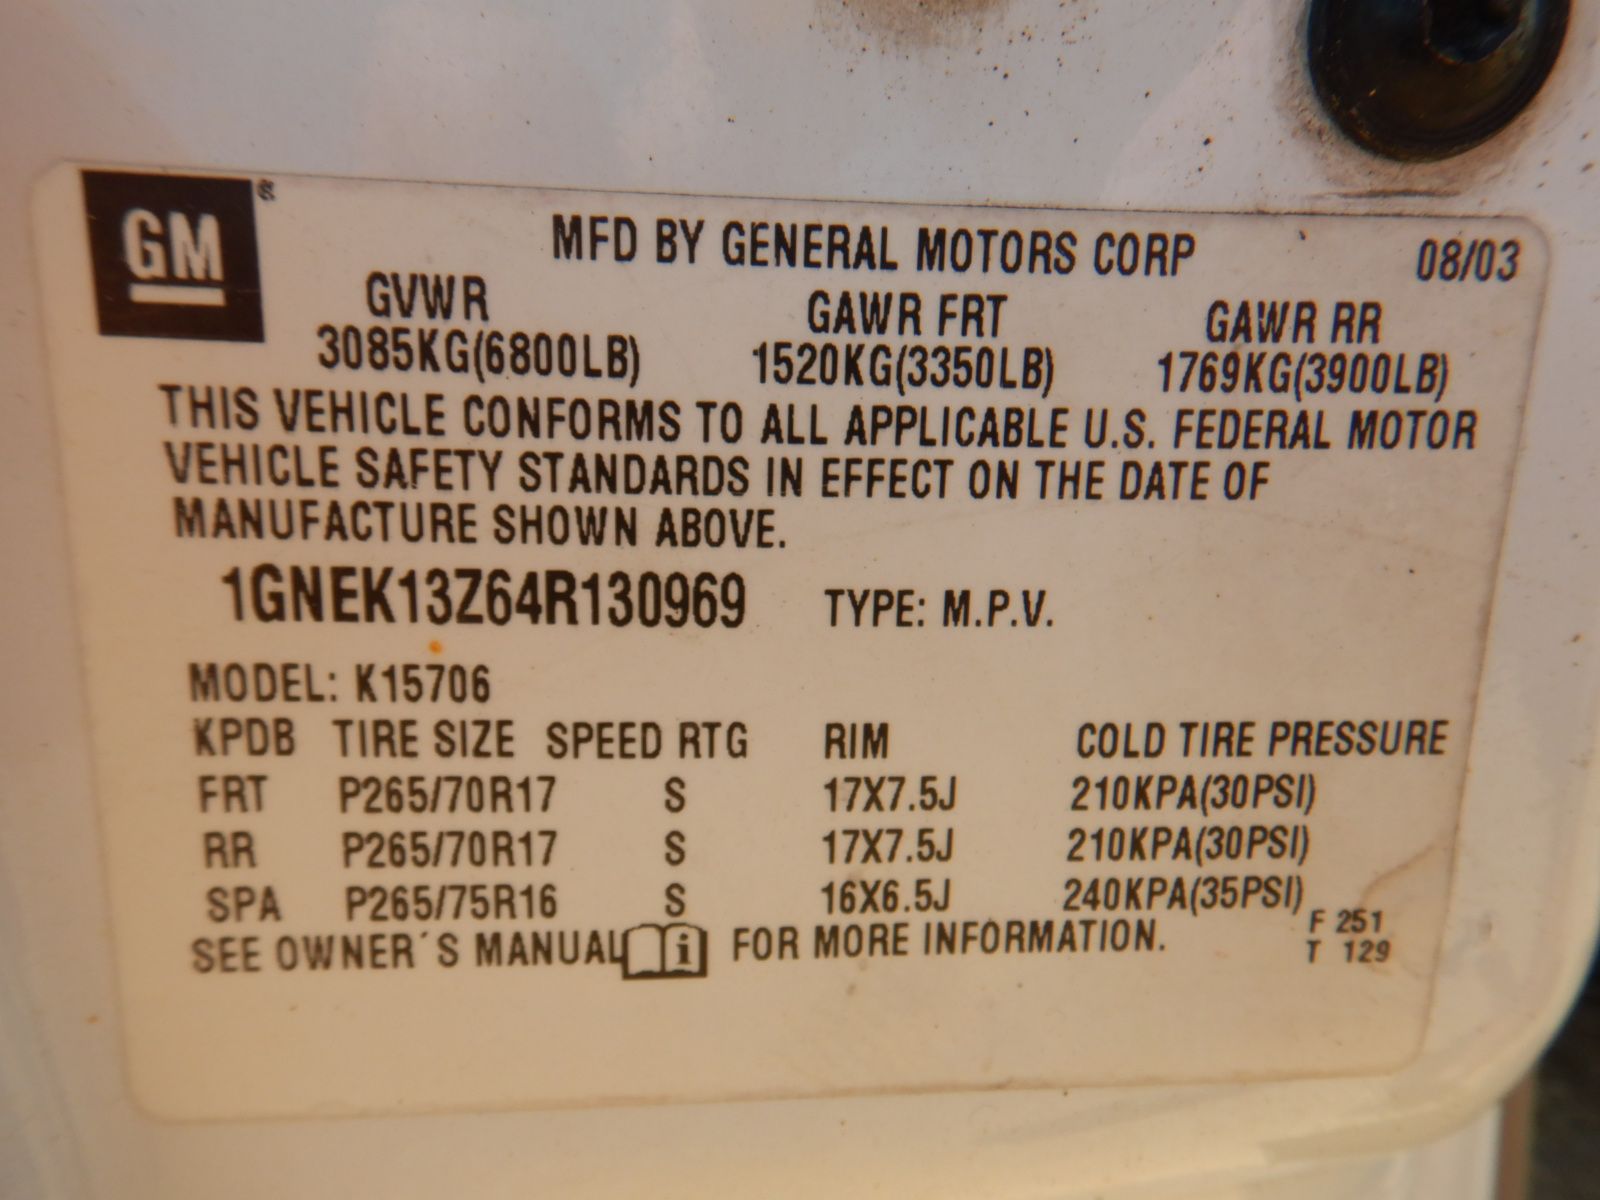 GM ®
MFD BY GENERAL MOTORS CORP 08/03
GVWR GAWR FRT GAWR RR
3085KG(6800LB) 1520KG(3350LB) 1769KG(3900LB)
THIS VEHICLE CONFORMS TO ALL APPLICABLE U.S. FEDERAL MOTOR
VEHICLE SAFETY STANDARDS IN EFFECT ON THE DATE OF
MANUFACTURE SHOWN ABOVE.
1GNEK13Z64R130969 TYPE: M.P.V.
MODEL: K15706
KPDB TIRE SIZE SPEED RTG RIM COLD TIRE PRESSURE
FRT P265/70R17 S 17X7.5J 210KPA(30PSI)
RR P265/70R17 S 17X7.5J 210KPA(30PSI)
SPA P265/75R16 S 16X6.5J 240KPA(35PSI)
F 251
SEE OWNER´S MANUAL i FOR MORE INFORMATION.
T 129